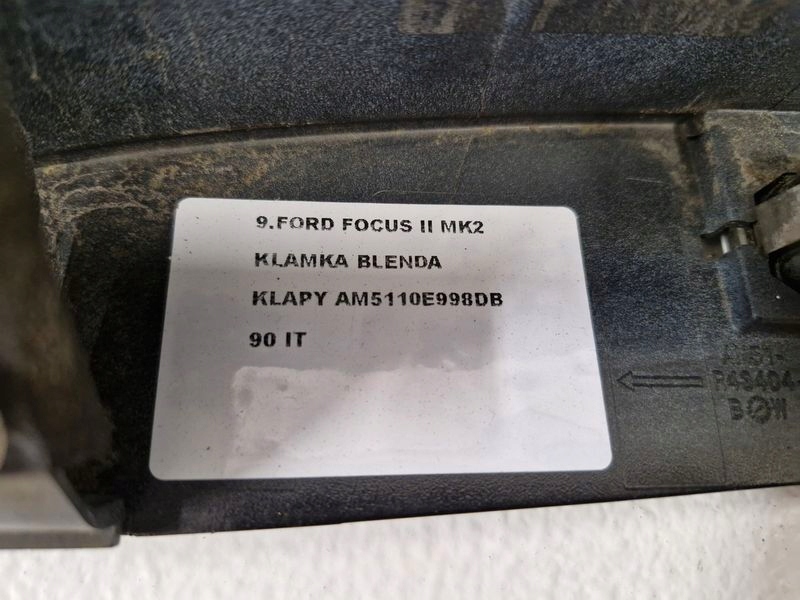 9.FORD FOCUS II MK2
KLAMKA BLENDA
KLAPY AM5110E998DB
90 IT